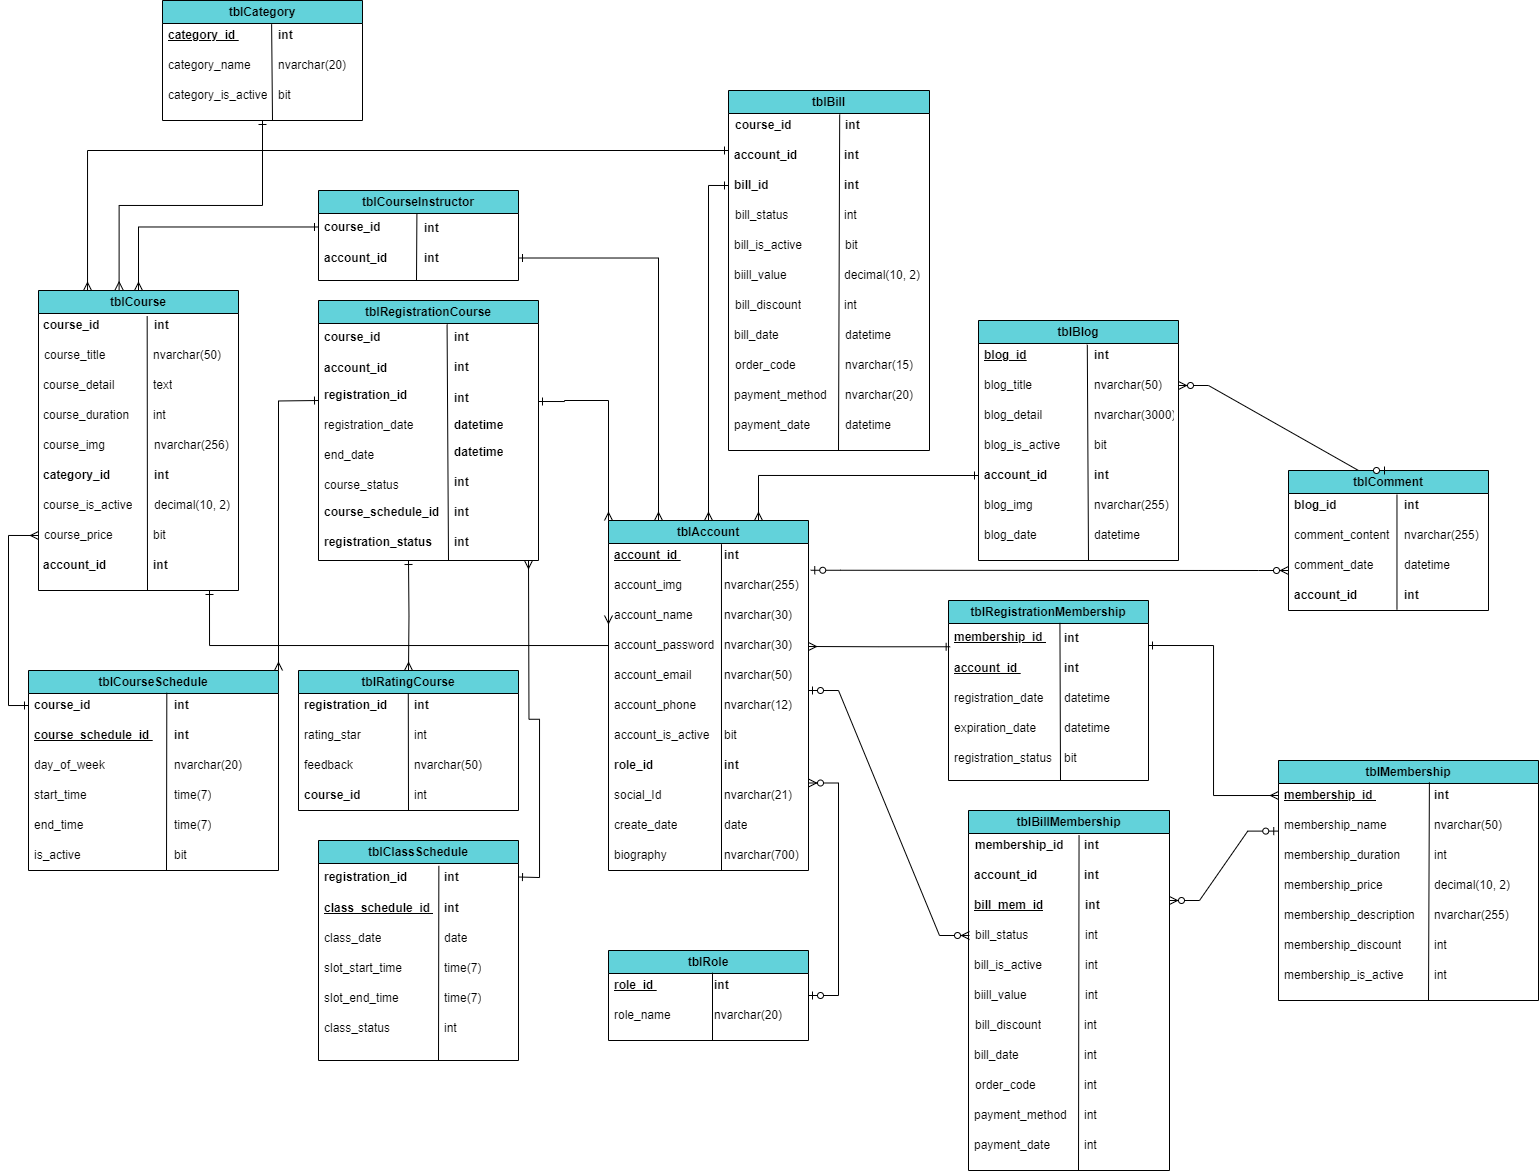 tblCategory
category_id int
category_name nvarchar(20)
category_is_active bit
tblBill
course_id int
account_id int
bill_id int
bill_status int
bill_is_active bit
biill_value decimal(10, 2)
bill_discount int
bill_date datetime
order_code nvarchar(15)
payment_method nvarchar(20)
payment_date datetime
tblCourseInstructor
course_id int
account_id int
tblCourse
course_id int
course_title nvarchar(50)
course_detail text
course_duration int
course_img nvarchar(256)
category_id int
course_is_active decimal(10, 2)
course_price bit
account_id int
tblRegistrationCourse
course_id int
account_id int
registration_id int
registration_date datetime
end_date datetime
course_status int
course_schedule_id int
registration_status int
tblBlog
blog_id int
blog_title nvarchar(50)
blog_detail nvarchar(3000)
blog_is_active bit
account_id int
blog_img nvarchar(255)
blog_date datetime
tblComment
blog_id int
comment_content nvarchar(255)
comment_date datetime
account_id int
tblAccount
account_id int
account_img nvarchar(255)
account_name nvarchar(30)
account_password nvarchar(30)
account_email nvarchar(50)
account_phone nvarchar(12)
account_is_active bit
role_id int
social_Id nvarchar(21)
create_date date
biography nvarchar(700)
tblRegistrationMembership
membership_id int
account_id int
registration_date datetime
expiration_date datetime
registration_status bit
tblCourseSchedule
course_id int
course_schedule_id int
day_of_week nvarchar(20)
start_time time(7)
end_time time(7)
is_active bit
tblRatingCourse
registration_id int
rating_star int
feedback nvarchar(50)
course_id int
tblClassSchedule
registration_id int
class_schedule_id int
class_date date
slot_start_time time(7)
slot_end_time time(7)
class_status int
tblMembership
membership_id int
membership_name nvarchar(50)
membership_duration int
membership_price decimal(10, 2)
membership_description nvarchar(255)
membership_discount int
membership_is_active int
tblBillMembership
membership_id int
account_id int
bill_mem_id int
bill_status int
bill_is_active int
biill_value int
bill_discount int
bill_date int
order_code int
payment_method int
payment_date int
tblRole
role_id int
role_name nvarchar(20)